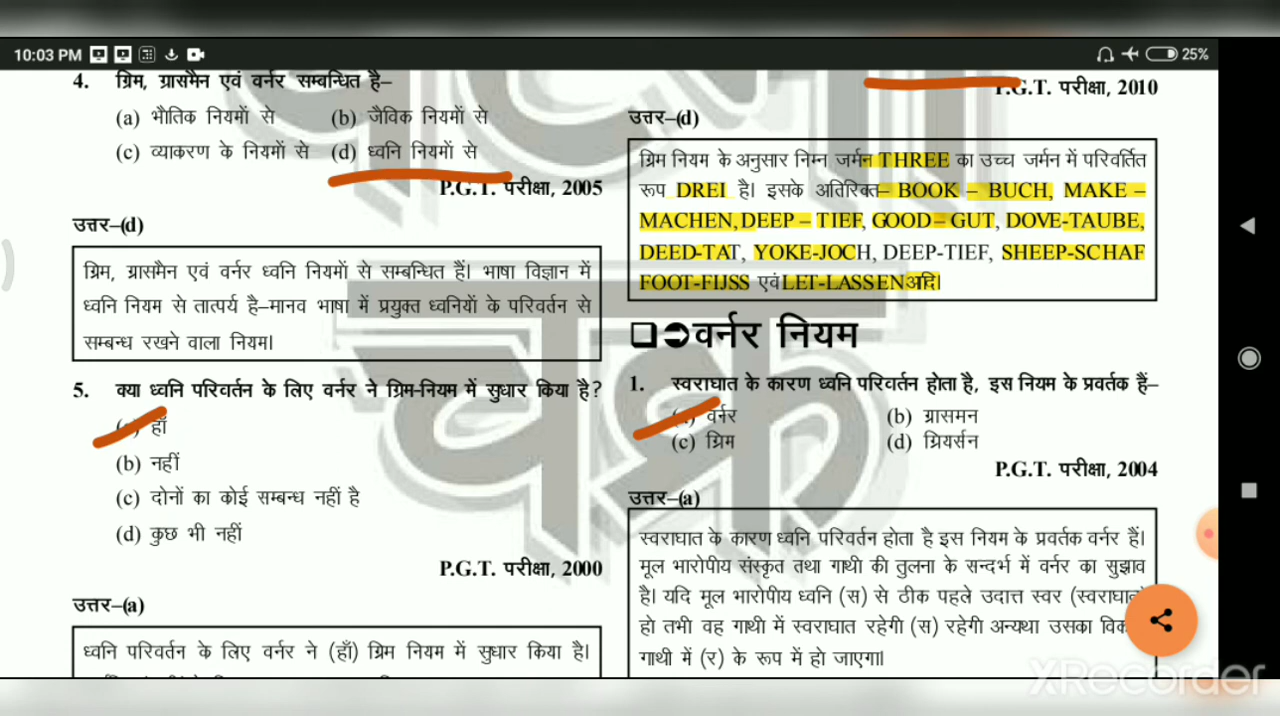 10:03 PM
25%
4. ग्रिम, ग्रासमैन एवं वर्नर सम्बन्धित है–
(a) भौतिक नियमों से (b) जैविक नियमों से
(c) व्याकरण के नियमों से (d) ध्वनि नियमों से
P.G.T. परीक्षा, 2005
उत्तर–(d)
ग्रिम, ग्रासमैन एवं वर्नर ध्वनि नियमों से सम्बन्धित हैं। भाषा विज्ञान में
ध्वनि नियम से तात्पर्य है–मानव भाषा में प्रयुक्त ध्वनियों के परिवर्तन से
सम्बन्ध रखने वाला नियम।
5. क्या ध्वनि परिवर्तन के लिए वर्नर ने ग्रिम-नियम में सुधार किया है?
हाँ
(b) नहीं
(c) दोनों का कोई सम्बन्ध नहीं है
(d) कुछ भी नहीं
P.G.T. परीक्षा, 2000
उत्तर–(a)
ध्वनि परिवर्तन के लिए वर्नर ने (हाँ) ग्रिम नियम में सुधार किया है।
P.G.T. परीक्षा, 2010
उत्तर–(d)
ग्रिम नियम के अनुसार निम्न जर्मन THREE का उच्च जर्मन में परिवर्तित
रूप DREI है। इसके अतिरिक्त– BOOK – BUCH, MAKE –
MACHEN, DEEP – TIEF, GOOD – GUT, DOVE-TAUBE,
DEED-TAT, YOKE-JOCH, DEEP-TIEF, SHEEP-SCHAF
FOOT-FIJSS एवं LET-LASSEN आदि।
वर्नर नियम
1. स्वराघात के कारण ध्वनि परिवर्तन होता है, इस नियम के प्रवर्तक हैं–
वर्नर (b) ग्रासमन
(c) ग्रिम (d) ग्रियर्सन
P.G.T. परीक्षा, 2004
उत्तर–(a)
स्वराघात के कारण ध्वनि परिवर्तन होता है इस नियम के प्रवर्तक वर्नर हैं।
मूल भारोपीय संस्कृत तथा गाथी की तुलना के सन्दर्भ में वर्नर का सुझाव
है। यदि मूल भारोपीय ध्वनि (स) से ठीक पहले उदात्त स्वर (स्वराघात)
हो तभी वह गाथी में स्वराघात रहेगी (स) रहेगी अन्यथा उसका
गाथी में (र) के रूप में हो जाएगा।
चक्र
XRecorder